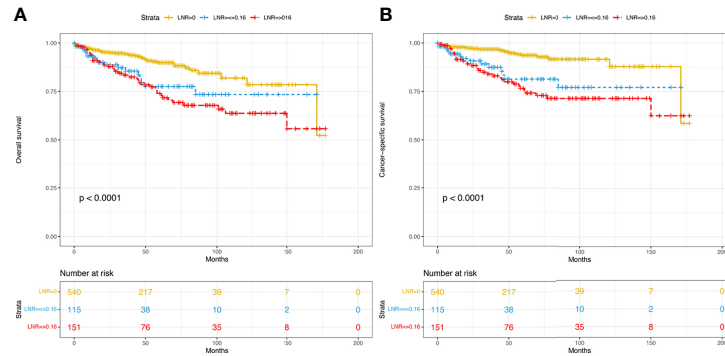 A
Strata LNR=0 LNR=<=0.16 LNR=>016
1.00
0.75
0.50
0.25
0.00
Overall survival
p < 0.0001
0 50 100 150 200
Months
Number at risk
Strata
LNR=0 540 217 39 7 0
LNR=<=0.16 115 38 10 2 0
LNR=>0.16 151 76 35 8 0
0 50 100 150 200
Months
B
Strata LNR=0 LNR=<=0.16 LNR=>0.16
1.00
0.75
0.50
0.25
0.00
Cancer-specific survival
p < 0.0001
0 50 100 150 200
Months
Number at risk
Strata
LNR=0 540 217 39 7 0
LNR=<=0.16 115 38 10 2 0
LNR=>0.16 151 76 35 8 0
0 50 100 150 200
Months